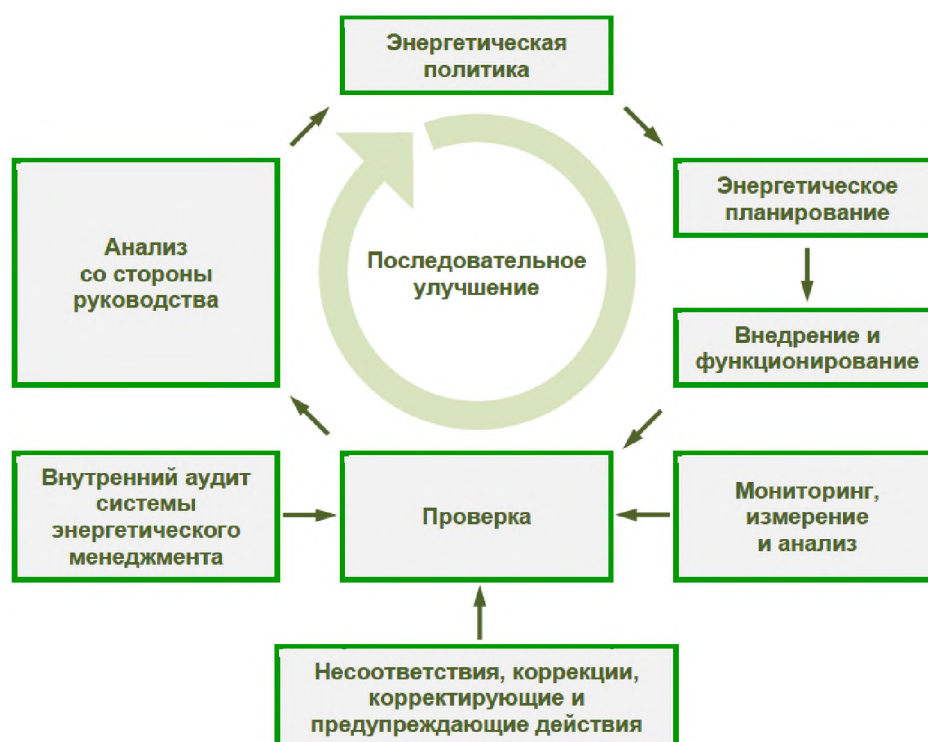 Энергетическая
политика
Энергетическое
планирование
Анализ
со стороны
руководства
Последовательное
улучшение
Внедрение и
функционирование
Внутренний аудит
системы
энергетического
менеджмента
Проверка
Мониторинг,
измерение
и анализ
Несоответствия, коррекции,
корректирующие и
предупреждающие действия